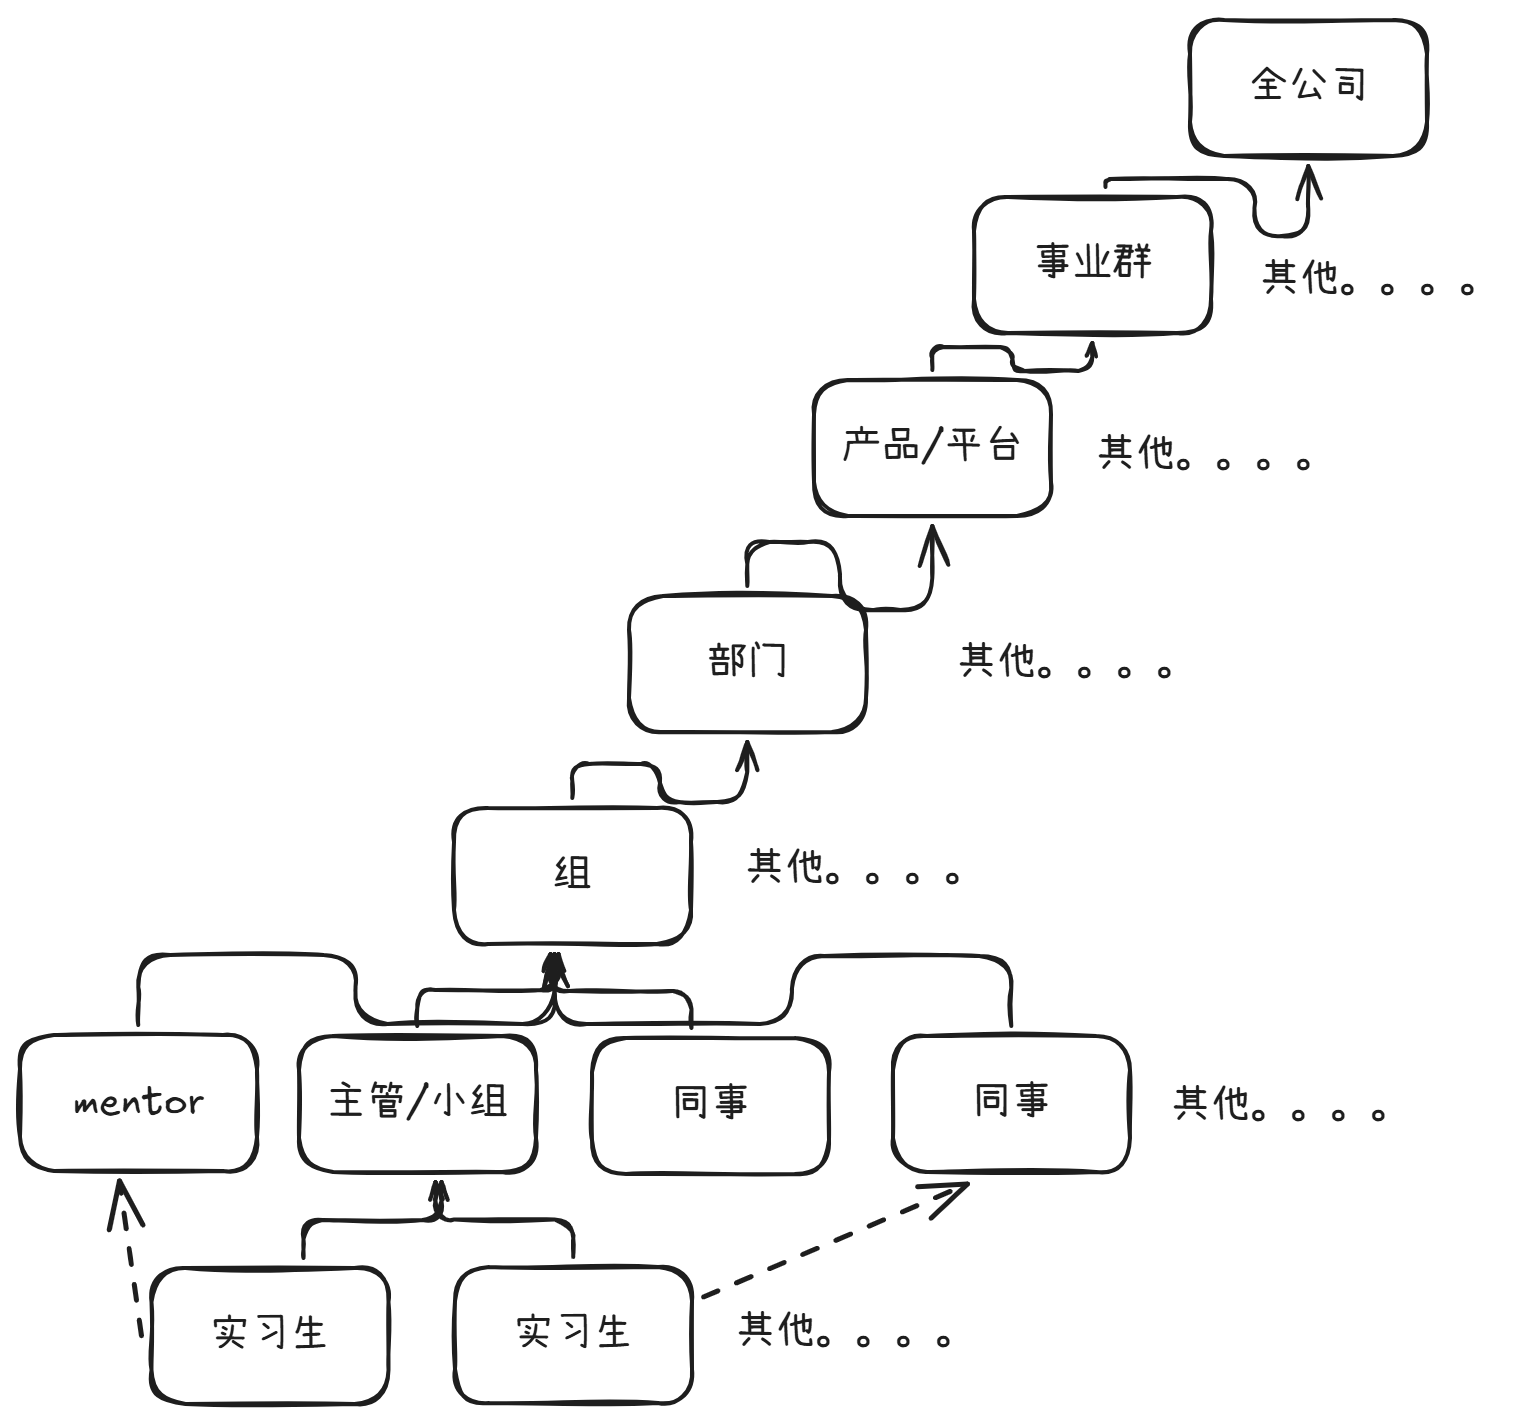 全公司
事业群
其他。。。。
产品/平台
其他。。。。
部门
其他。。。。
组
其他。。。。
mentor
主管/小组
同事
同事
其他。。。。
实习生
实习生
其他。。。。